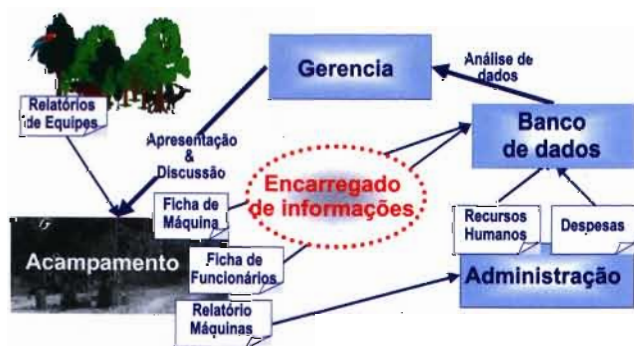 Gerencia
Análise de
dados
Relatórios
de Equipes
Apresentação
&
Discussão
Banco
de dados
Encarregado
de informações
Ficha de
Máquina
Recursos
Humanos
Despesas
Acampamento
Ficha de
Funcionários
Administração
Relatório
Máquinas